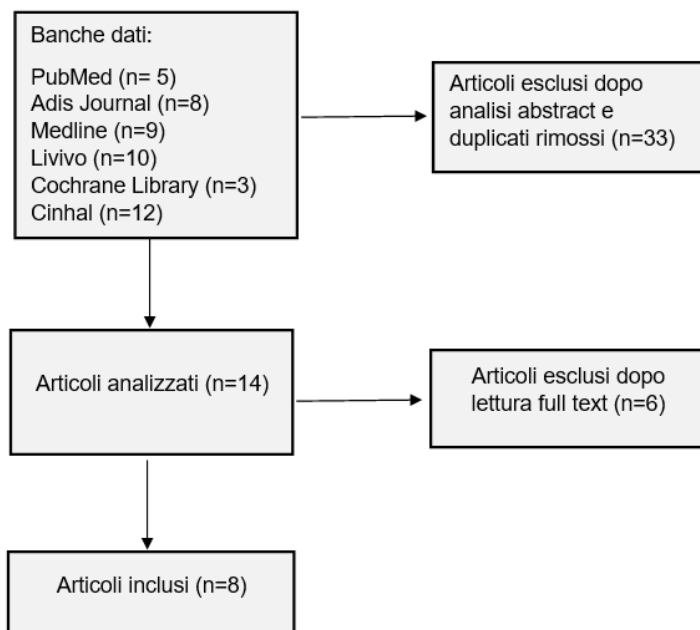 Banche dati:
PubMed (n= 5)
Adis Journal (n=8)
Medline (n=9)
Livivo (n=10)
Cochrane Library (n=3)
Cinhal (n=12)
Articoli esclusi dopo
analisi abstract e
duplicati rimossi (n=33)
Articoli analizzati (n=14)
Articoli esclusi dopo
lettura full text (n=6)
Articoli inclusi (n=8)